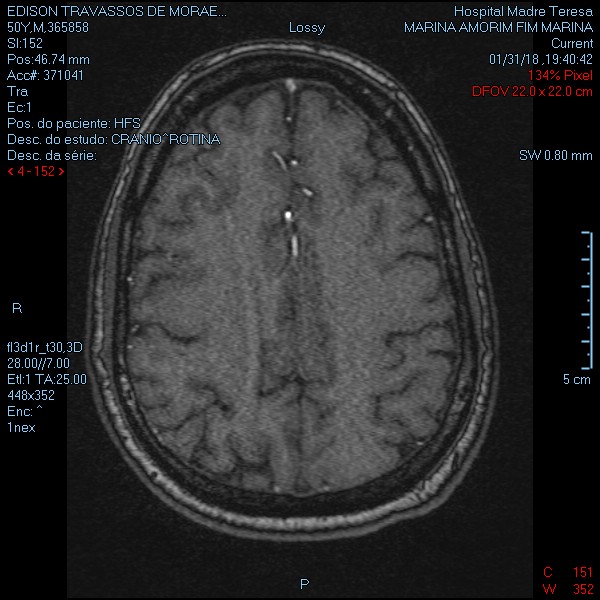 EDISON TRAVASSOS DE MORAE...
50Y,M,365858
Sl:152
Pos:46.74 mm
Acc#: 371041
Tra
Ec:1
Pos. do paciente: HFS
Desc. do estudo: CRANIO^ROTINA
Desc. da série:
< 4 - 152 >
Lossy
Hospital Madre Teresa
MARINA AMORIM FIM MARINA
Current
01/31/18 ,19:40:42
134% Pixel
DFOV 22.0 x 22.0 cm
SW 0.80 mm
R
5 cm
fl3d1r_t30,3D
28.00//7.00
Etl:1 TA:25.00
448x352
Enc: ^
1nex
P
C 151
W 352